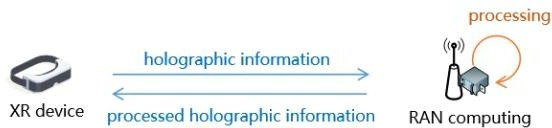 processing
holographic information
processed holographic information
XR device
RAN computing